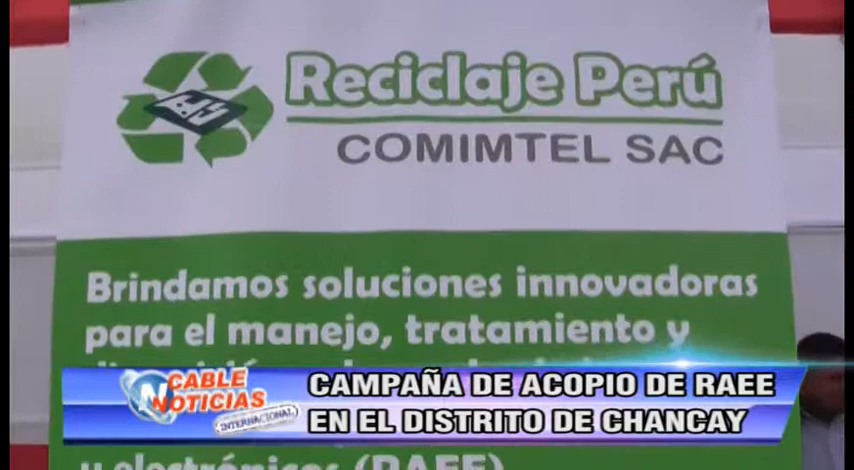 Reciclaje Perú
COMIMTEL SAC
Brindamos soluciones innovadoras
para el manejo, tratamiento y
CABLE
NOTICIAS
INTERNACIONAL
CAMPAÑA DE ACOPIO DE RAEE
EN EL DISTRITO DE CHANCAY
y electrónicos (RAEE)